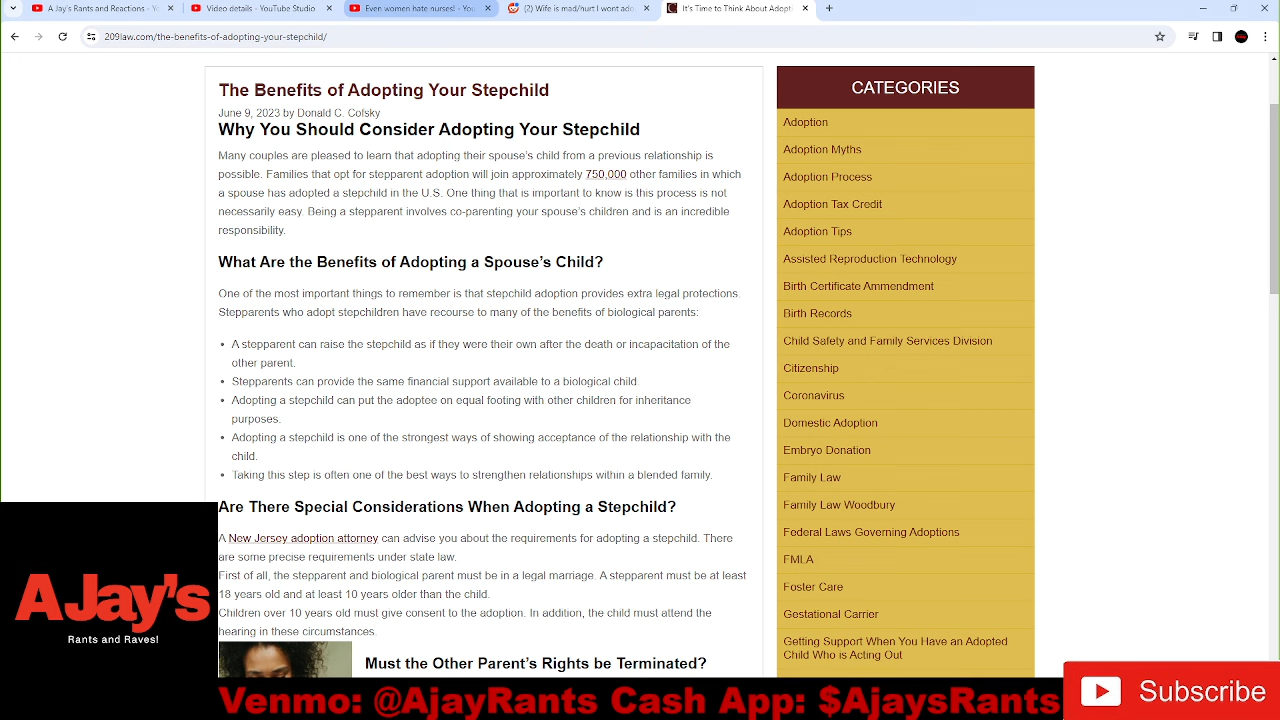 A Jay's Rants and Reactions - Y
Video details - YouTube Studio
Even women hate nurses! - YouT
(2) Wife is mad/hurt I wont ado
It's Time to Think About Adopti
209law.com/the-benefits-of-adopting-your-stepchild/
The Benefits of Adopting Your Stepchild
June 9, 2023 by Donald C. Cofsky
Why You Should Consider Adopting Your Stepchild
Many couples are pleased to learn that adopting their spouse's child from a previous relationship is
possible. Families that opt for stepparent adoption will join approximately 750,000 other families in which
a spouse has adopted a stepchild in the U.S. One thing that is important to know is this process is not
necessarily easy. Being a stepparent involves co-parenting your spouse's children and is an incredible
responsibility.
What Are the Benefits of Adopting a Spouse's Child?
One of the most important things to remember is that stepchild adoption provides extra legal protections.
Stepparents who adopt stepchildren have recourse to many of the benefits of biological parents:
• A stepparent can raise the stepchild as if they were their own after the death or incapacitation of the
other parent.
• Stepparents can provide the same financial support available to a biological child.
• Adopting a stepchild can put the adoptee on equal footing with other children for inheritance
purposes.
• Adopting a stepchild is one of the strongest ways of showing acceptance of the relationship with the
child.
• Taking this step is often one of the best ways to strengthen relationships within a blended family.
Are There Special Considerations When Adopting a Stepchild?
A New Jersey adoption attorney can advise you about the requirements for adopting a stepchild. There
are some precise requirements under state law.
First of all, the stepparent and biological parent must be in a legal marriage. A stepparent must be at least
18 years old and at least 10 years older than the child.
Children over 10 years old must give consent to the adoption. In addition, the child must attend the
hearing in these circumstances.
Must the Other Parent's Rights be Terminated?
CATEGORIES
Adoption
Adoption Myths
Adoption Process
Adoption Tax Credit
Adoption Tips
Assisted Reproduction Technology
Birth Certificate Ammendment
Birth Records
Child Safety and Family Services Division
Citizenship
Coronavirus
Domestic Adoption
Embryo Donation
Family Law
Family Law Woodbury
Federal Laws Governing Adoptions
FMLA
Foster Care
Gestational Carrier
Getting Support When You Have an Adopted
Child Who is Acting Out
A Jay's
Rants and Raves!
Venmo: @AjayRants Cash App: $AjaysRants
Subscribe